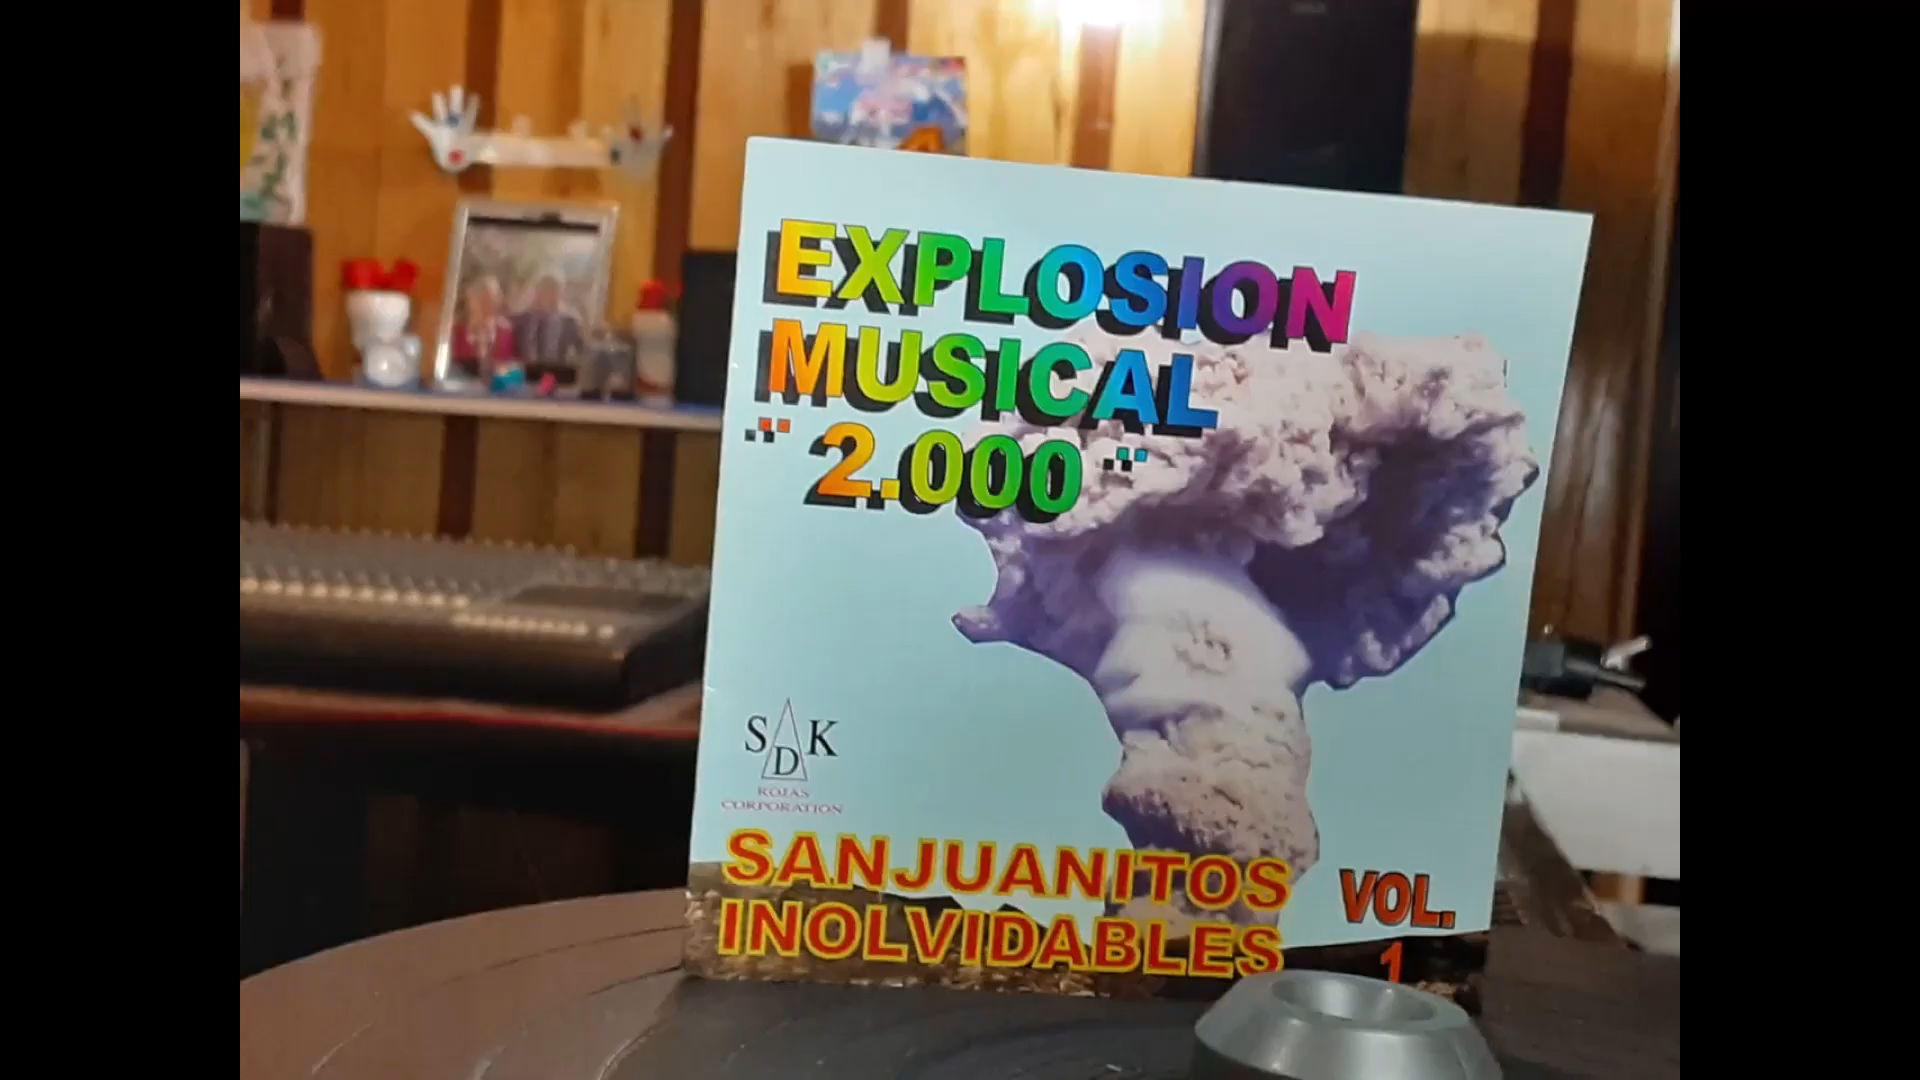 EXPLOSION
MUSICAL
"2.000"
SDK
ROJAS
CORPORATION
SANJUANITOS
INOLVIDABLES
VOL.
1